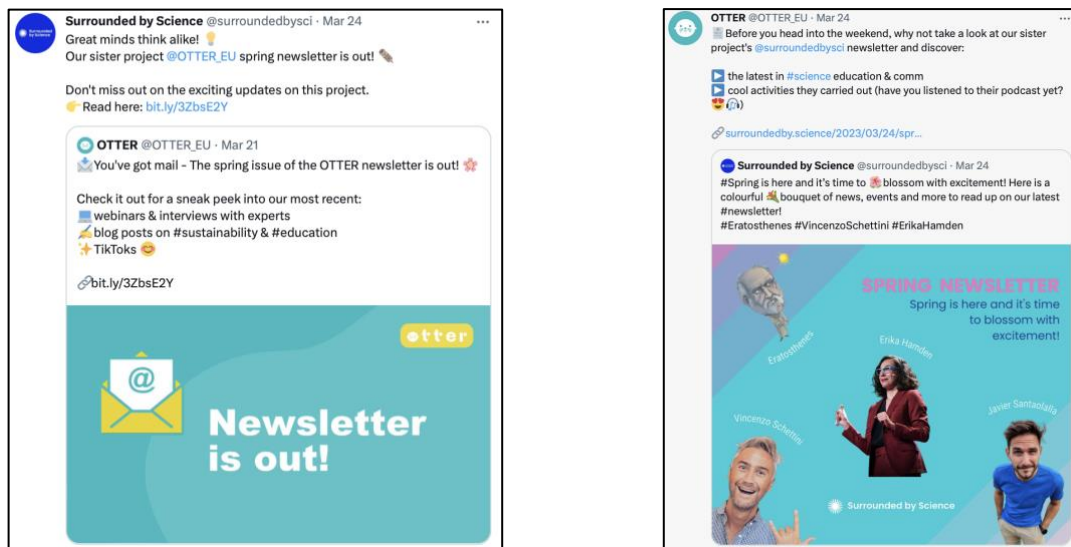 Surrounded by Science @surroundedbysci · Mar 24
Great minds think alike! 💡
Our sister project @OTTER_EU spring newsletter is out! 🪶
Don't miss out on the exciting updates on this project.
👉 Read here: bit.ly/3ZbsE2Y
OTTER @OTTER_EU · Mar 21
📩You've got mail - The spring issue of the OTTER newsletter is out! 🌸
Check it out for a sneak peek into our most recent:
💻webinars & interviews with experts
✍blog posts on #sustainability & #education
✨TikToks 😊
🔗bit.ly/3ZbsE2Y
otter
@
Newsletter
is out!
OTTER @OTTER_EU · Mar 24
📰Before you head into the weekend, why not take a look at our sister
project's @surroundedbysci newsletter and discover:
▶ the latest in #science education & comm
▶ cool activities they carried out (have you listened to their podcast yet?
😍🎧)
🔗surroundedby.science/2023/03/24/spr...
Surrounded by Science @surroundedbysci · Mar 24
#Spring is here and it's time to 🌺blossom with excitement! Here is a
colourful 💐bouquet of news, events and more to read up on our latest
#newsletter!
#Eratosthenes #VincenzoSchettini #ErikaHamden
SPRING NEWSLETTER
Spring is here and it's time
to blossom with
excitement!
Eratosthenes
Erika Hamden
Vincenzo Schettini
Javier Santaolalla
Surrounded by Science